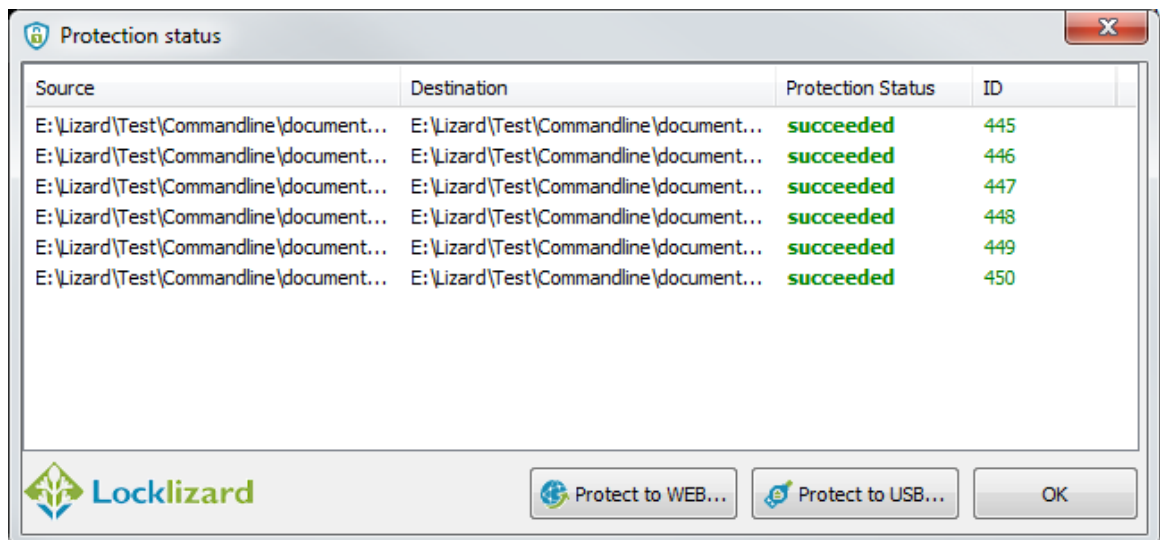 Protection status
Source Destination Protection Status ID
E:\Lizard\Test\Commandline\document... E:\Lizard\Test\Commandline\document... succeeded 445
E:\Lizard\Test\Commandline\document... E:\Lizard\Test\Commandline\document... succeeded 446
E:\Lizard\Test\Commandline\document... E:\Lizard\Test\Commandline\document... succeeded 447
E:\Lizard\Test\Commandline\document... E:\Lizard\Test\Commandline\document... succeeded 448
E:\Lizard\Test\Commandline\document... E:\Lizard\Test\Commandline\document... succeeded 449
E:\Lizard\Test\Commandline\document... E:\Lizard\Test\Commandline\document... succeeded 450
Locklizard Protect to WEB... Protect to USB... OK